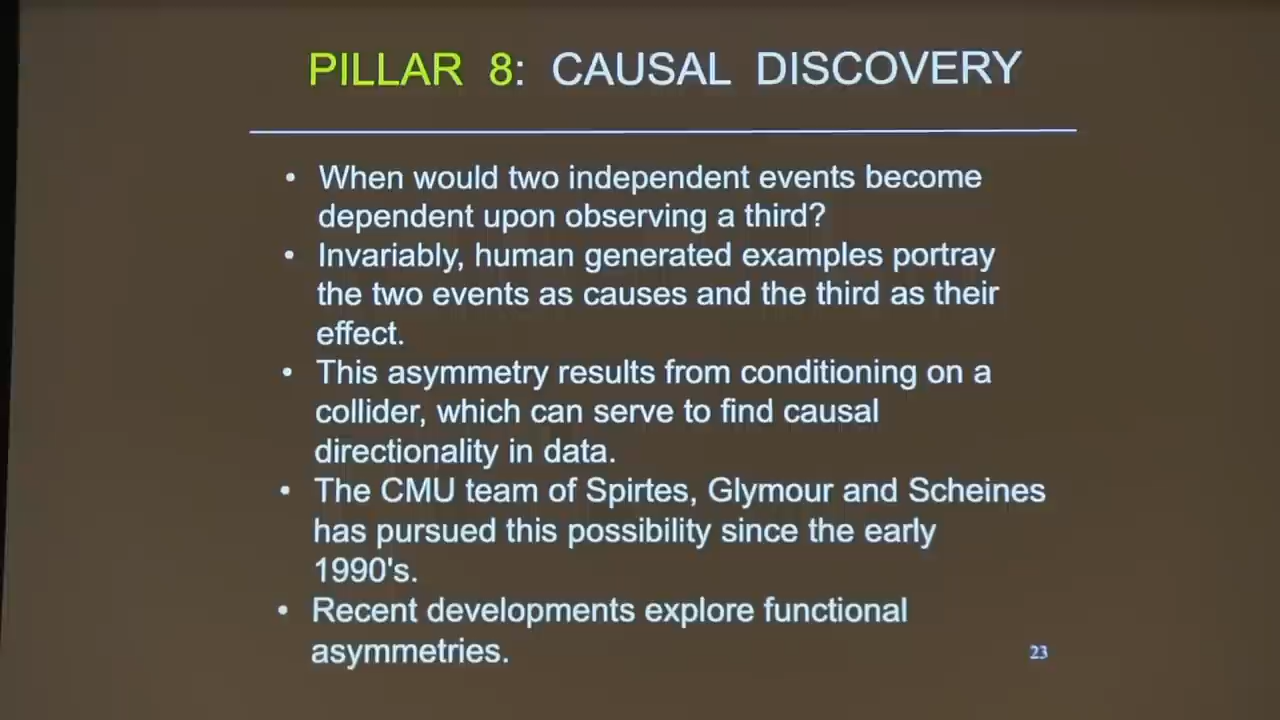 PILLAR 8: CAUSAL DISCOVERY
• When would two independent events become
dependent upon observing a third?
• Invariably, human generated examples portray
the two events as causes and the third as their
effect.
• This asymmetry results from conditioning on a
collider, which can serve to find causal
directionality in data.
• The CMU team of Spirtes, Glymour and Scheines
has pursued this possibility since the early
1990's.
• Recent developments explore functional
asymmetries.
23